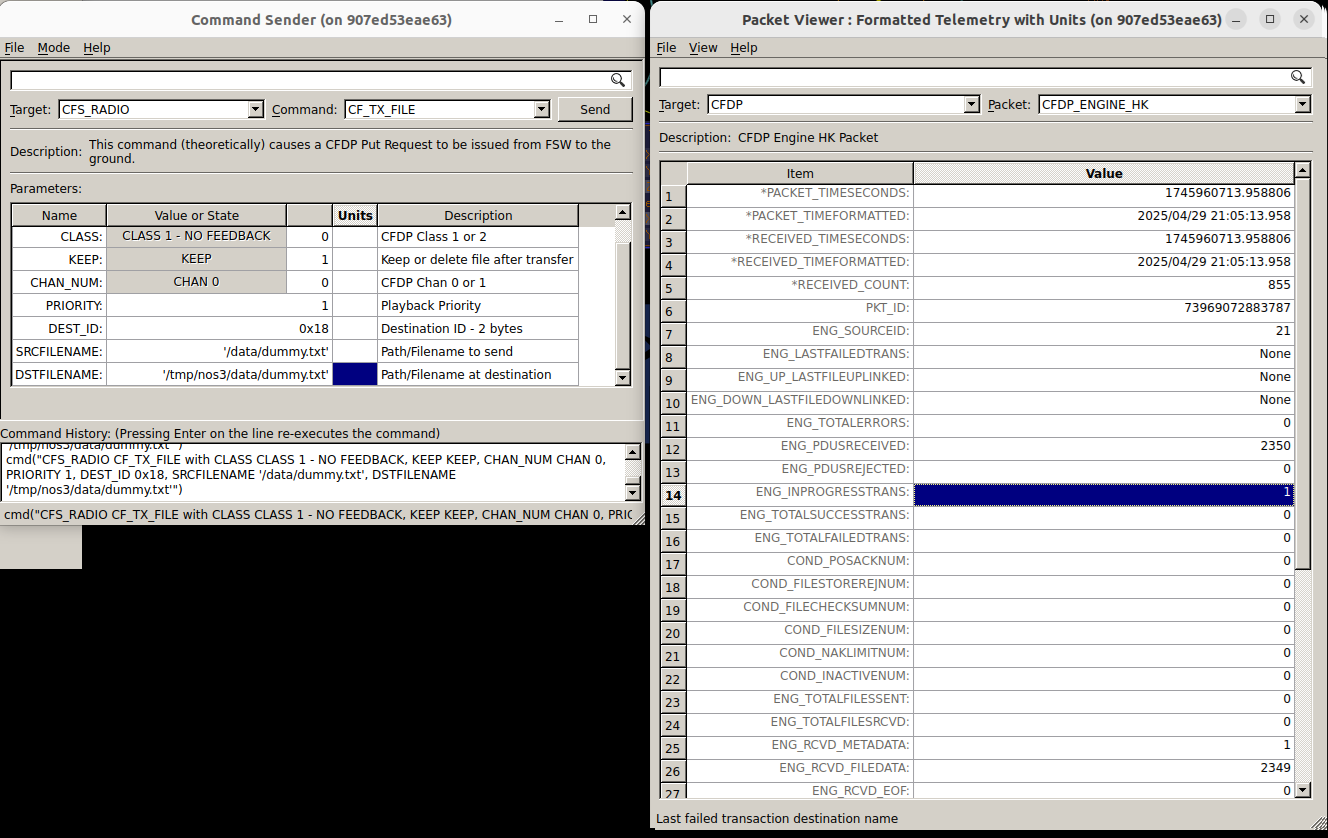 Command Sender (on 907ed53eae63)
File Mode Help
Target: CFS_RADIO Command: CF_TX_FILE Send
Description: This command (theoretically) causes a CFDP Put Request to be issued from FSW to the
ground.
Parameters:
Name Value or State Units Description
CLASS: CLASS 1 - NO FEEDBACK 0 CFDP Class 1 or 2
KEEP: KEEP 1 Keep or delete file after transfer
CHAN_NUM: CHAN 0 0 CFDP Chan 0 or 1
PRIORITY: 1 Playback Priority
DEST_ID: 0x18 Destination ID - 2 bytes
SRCFILENAME: '/data/dummy.txt' Path/Filename to send
DSTFILENAME: '/tmp/nos3/data/dummy.txt' Path/Filename at destination
Command History: (Pressing Enter on the line re-executes the command)
'/tmp/nos3/data/dummy.txt'")
cmd("CFS_RADIO CF_TX_FILE with CLASS CLASS 1 - NO FEEDBACK, KEEP KEEP, CHAN_NUM CHAN 0,
PRIORITY 1, DEST_ID 0x18, SRCFILENAME '/data/dummy.txt', DSTFILENAME
'/tmp/nos3/data/dummy.txt'")
cmd("CFS_RADIO CF_TX_FILE with CLASS CLASS 1 - NO FEEDBACK, KEEP KEEP, CHAN_NUM CHAN 0, PRIO
Packet Viewer : Formatted Telemetry with Units (on 907ed53eae63)
File View Help
Target: CFDP Packet: CFDP_ENGINE_HK
Description: CFDP Engine HK Packet
Item Value
1 *PACKET_TIMESECONDS: 1745960713.958806
2 *PACKET_TIMEFORMATTED: 2025/04/29 21:05:13.958
3 *RECEIVED_TIMESECONDS: 1745960713.958806
4 *RECEIVED_TIMEFORMATTED: 2025/04/29 21:05:13.958
5 *RECEIVED_COUNT: 855
6 PKT_ID: 73969072883787
7 ENG_SOURCEID: 21
8 ENG_LASTFAILEDTRANS: None
9 ENG_UP_LASTFILEUPLINKED: None
10 ENG_DOWN_LASTFILEDOWNLINKED: None
11 ENG_TOTALERRORS: 0
12 ENG_PDUSRECEIVED: 2350
13 ENG_PDUSREJECTED: 0
14 ENG_INPROGRESSTRANS: 1
15 ENG_TOTALSUCCESSTRANS: 0
16 ENG_TOTALFAILEDTRANS: 0
17 COND_POSACKNUM: 0
18 COND_FILESTOREREJNUM: 0
19 COND_FILECHECKSUMNUM: 0
20 COND_FILESIZENUM: 0
21 COND_NAKLIMITNUM: 0
22 COND_INACTIVENUM: 0
23 ENG_TOTALFILESSENT: 0
24 ENG_TOTALFILESRCVD: 0
25 ENG_RCVD_METADATA: 1
26 ENG_RCVD_FILEDATA: 2349
27 ENG_RCVD_EOF: 0
Last failed transaction destination name